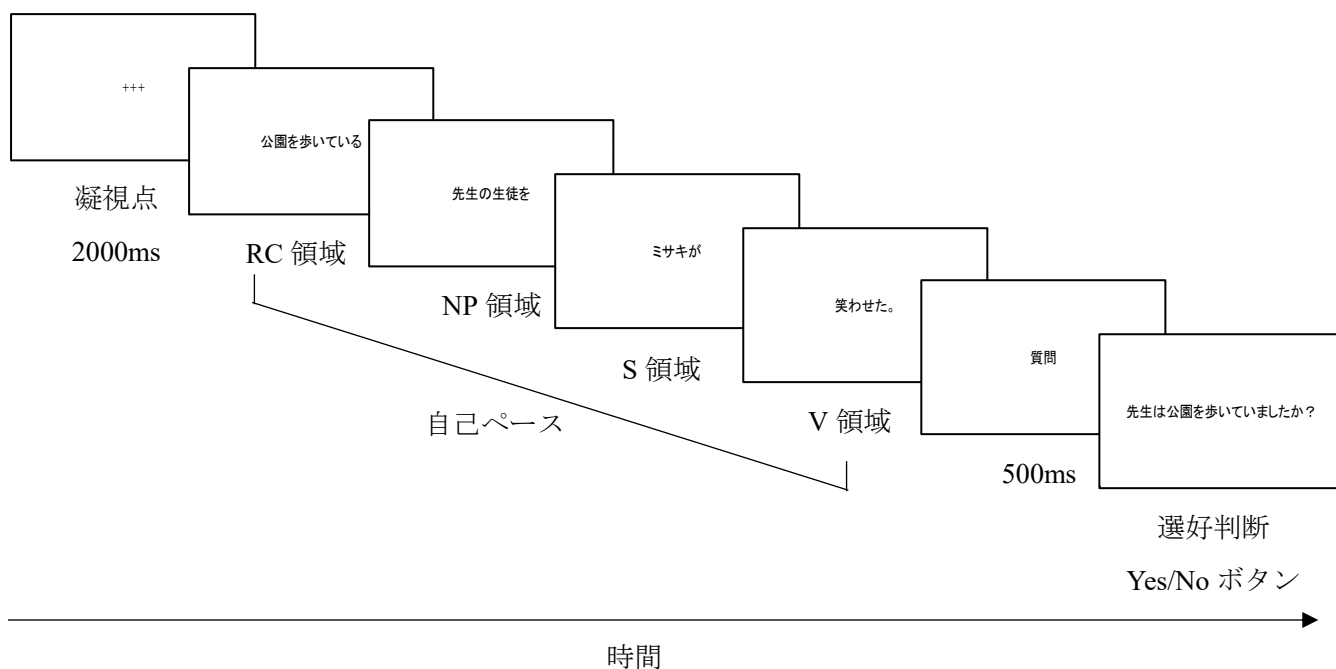 +++
公園を歩いている
先生の生徒を
ミサキが
笑わせた。
質問
先生は公園を歩いていましたか？
凝視点
2000ms
RC 領域
NP 領域
S 領域
V 領域
自己ペース
500ms
選好判断
Yes/No ボタン
時間